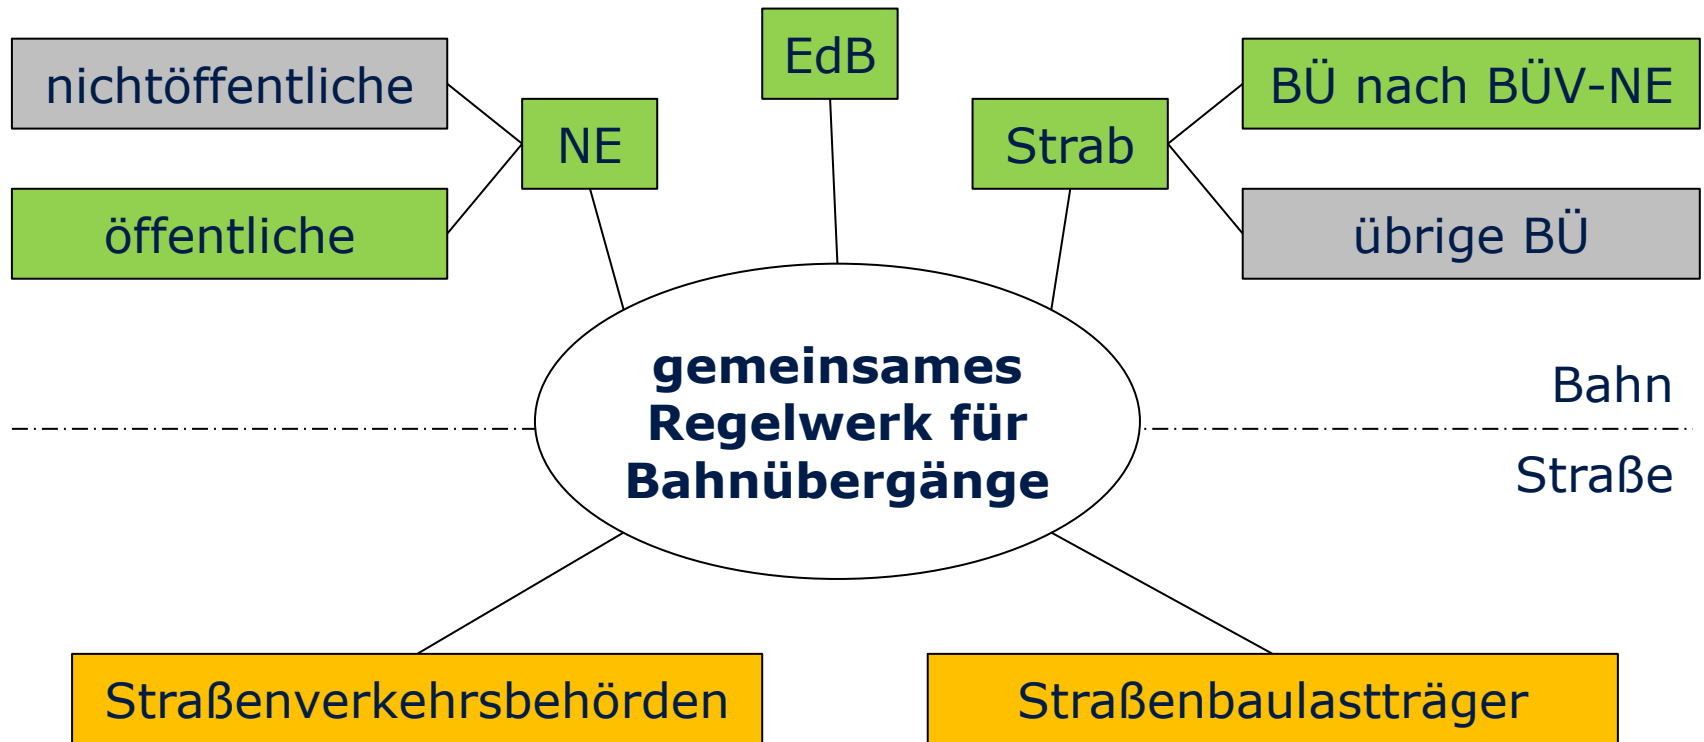 EdB
nichtöffentliche
BÜ nach BÜV-NE
NE
Strab
öffentliche
übrige BÜ
gemeinsames
Regelwerk für
Bahnübergänge
Bahn
Straße
Straßenverkehrsbehörden
Straßenbaulastträger